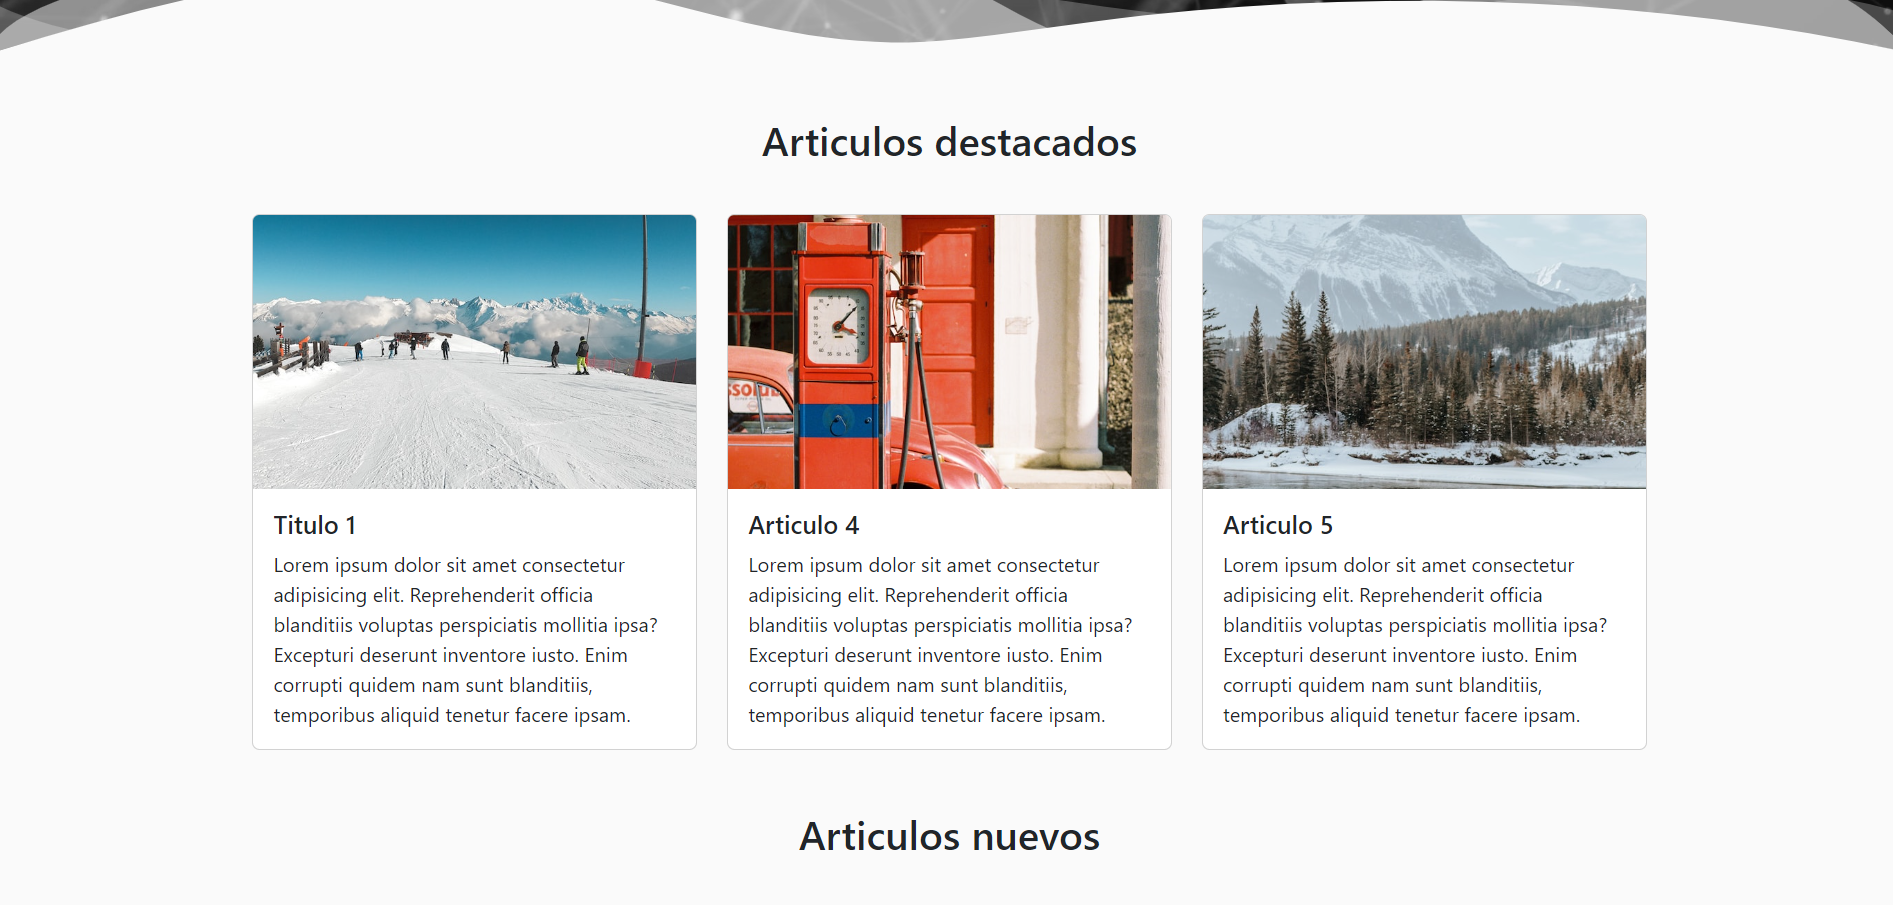 Articulos destacados
Titulo 1
Lorem ipsum dolor sit amet consectetur
adipisicing elit. Reprehenderit officia
blanditiis voluptas perspiciatis mollitia ipsa?
Excepturi deserunt inventore iusto. Enim
corrupti quidem nam sunt blanditiis,
temporibus aliquid tenetur facere ipsam.
Articulo 4
Lorem ipsum dolor sit amet consectetur
adipisicing elit. Reprehenderit officia
blanditiis voluptas perspiciatis mollitia ipsa?
Excepturi deserunt inventore iusto. Enim
corrupti quidem nam sunt blanditiis,
temporibus aliquid tenetur facere ipsam.
Articulo 5
Lorem ipsum dolor sit amet consectetur
adipisicing elit. Reprehenderit officia
blanditiis voluptas perspiciatis mollitia ipsa?
Excepturi deserunt inventore iusto. Enim
corrupti quidem nam sunt blanditiis,
temporibus aliquid tenetur facere ipsam.
Articulos nuevos